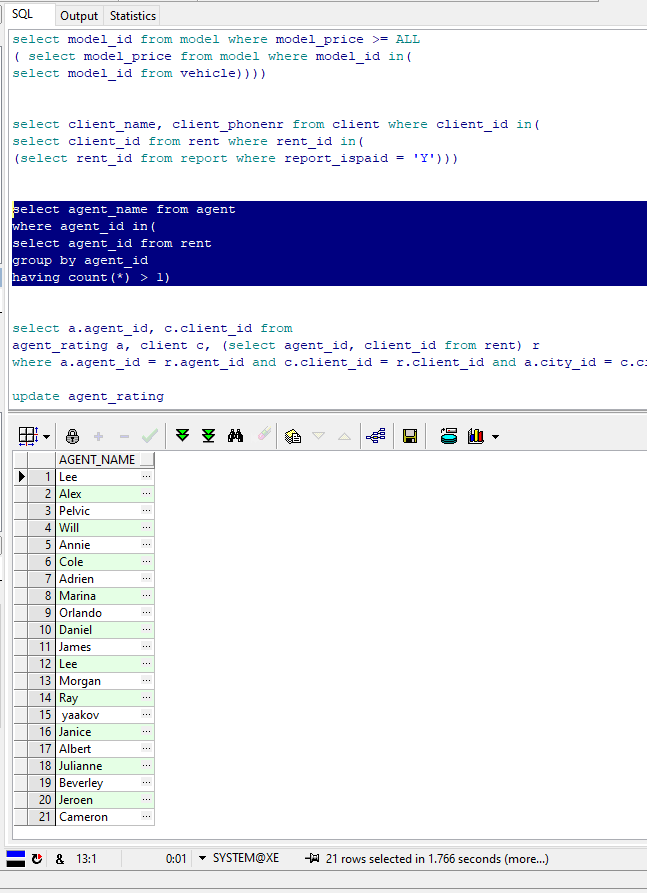 SQL Output Statistics
select model_id from model where model_price >= ALL
( select model_price from model where model_id in(
select model_id from vehicle))))
select client_name, client_phonenr from client where client_id in(
select client_id from rent where rent_id in(
(select rent_id from report where report_ispaid = 'Y')))
select agent_name from agent
where agent_id in(
select agent_id from rent
group by agent_id
having count(*) > 1)
select a.agent_id, c.client_id from
agent_rating a, client c, (select agent_id, client_id from rent) r
where a.agent_id = r.agent_id and c.client_id = r.client_id and a.city_id = c.c
update agent_rating
AGENT_NAME
1 Lee ...
2 Alex ...
3 Pelvic ...
4 Will ...
5 Annie ...
6 Cole ...
7 Adrien ...
8 Marina ...
9 Orlando ...
10 Daniel ...
11 James ...
12 Lee ...
13 Morgan ...
14 Ray ...
15 yaakov ...
16 Janice ...
17 Albert ...
18 Julianne ...
19 Beverley ...
20 Jeroen ...
21 Cameron ...
& 13:1 0:01 SYSTEM@XE 21 rows selected in 1.766 seconds (more...)